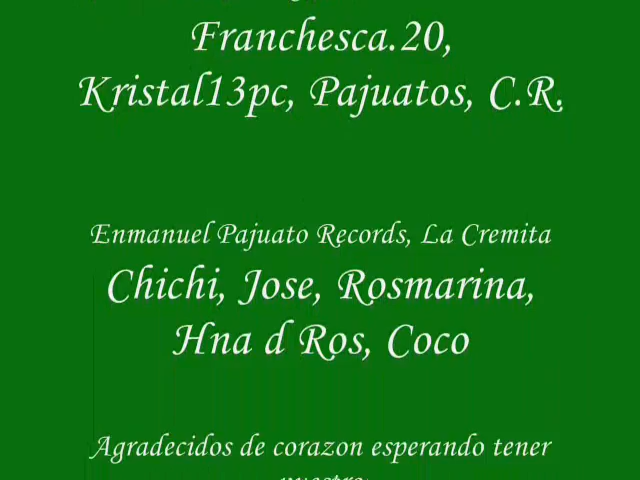 Franchesca.20,
Kristal13pc, Pajuatos, C.R.
Enmanuel Pajuato Records, La Cremita
Chichi, Jose, Rosmarina,
Hna d Ros, Coco
Agradecidos de corazon esperando tener